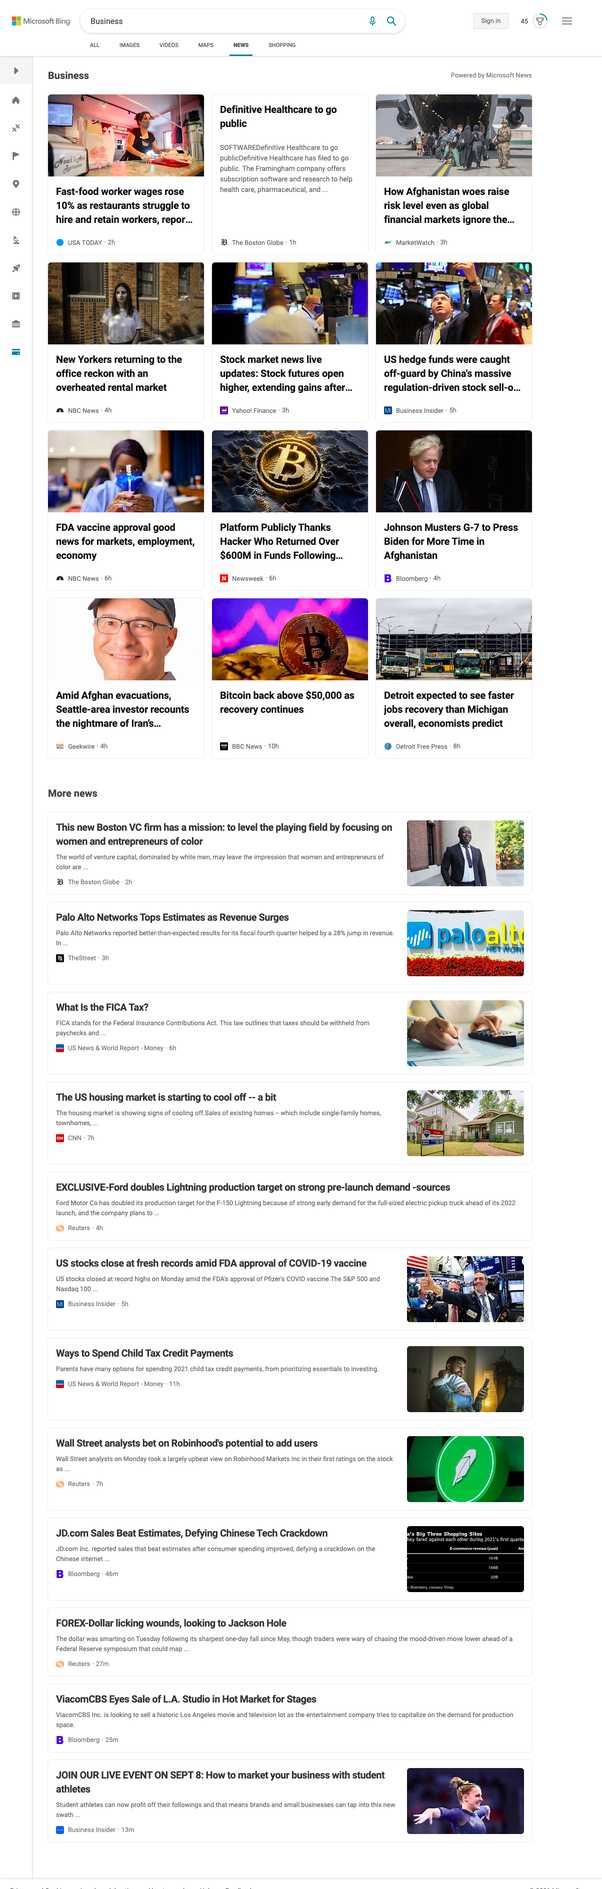 Microsoft Bing
Business
Sign in
45
ALL
IMAGES
VIDEOS
MAPS
NEWS
SHOPPING
Business
Powered by Microsoft News
Fast-food worker wages rose
10% as restaurants struggle to
hire and retain workers, repor...
USA TODAY · 2h
Definitive Healthcare to go
public
SOFTWAREDefinitive Healthcare to go
publicDefinitive Healthcare has filed to go
public. The Framingham company offers
subscription software and research to help
health care, pharmaceutical, and ...
The Boston Globe · 1h
How Afghanistan woes raise
risk level even as global
financial markets ignore the...
MarketWatch · 3h
New Yorkers returning to the
office reckon with an
overheated rental market
NBC News · 4h
Stock market news live
updates: Stock futures open
higher, extending gains after...
Yahoo! Finance · 3h
US hedge funds were caught
off-guard by China's massive
regulation-driven stock sell-o...
Business Insider · 5h
FDA vaccine approval good
news for markets, employment,
economy
NBC News · 6h
Platform Publicly Thanks
Hacker Who Returned Over
$600M in Funds Following...
Newsweek · 6h
Johnson Musters G-7 to Press
Biden for More Time in
Afghanistan
Bloomberg · 4h
Amid Afghan evacuations,
Seattle-area investor recounts
the nightmare of Iran's...
Geekwire · 4h
Bitcoin back above $50,000 as
recovery continues
BBC News · 10h
Detroit expected to see faster
jobs recovery than Michigan
overall, economists predict
Detroit Free Press · 8h
More news
This new Boston VC firm has a mission: to level the playing field by focusing on
women and entrepreneurs of color
The world of venture capital, dominated by white men, may leave the impression that women and entrepreneurs of
color are ...
The Boston Globe · 2h
Palo Alto Networks Tops Estimates as Revenue Surges
Palo Alto Networks reported better-than-expected results for its fiscal fourth quarter helped by a 28% jump in revenue.
In ...
TheStreet · 3h
paloalto
NETWORK
What Is the FICA Tax?
FICA stands for the Federal Insurance Contributions Act. This law outlines that taxes should be withheld from
paychecks and ...
US News & World Report - Money · 6h
The US housing market is starting to cool off -- a bit
The housing market is showing signs of cooling off.Sales of existing homes – which include single-family homes,
townhomes, ...
CNN · 7h
EXCLUSIVE-Ford doubles Lightning production target on strong pre-launch demand -sources
Ford Motor Co has doubled its production target for the F-150 Lightning because of strong early demand for the full-sized electric pickup truck ahead of its 2022
launch, and the company plans to ...
Reuters · 4h
US stocks close at fresh records amid FDA approval of COVID-19 vaccine
US stocks closed at record highs on Monday amid the FDA's approval of Pfizer's COVID vaccine.The S&P 500 and
Nasdaq 100 ...
Business Insider · 5h
Ways to Spend Child Tax Credit Payments
Parents have many options for spending 2021 child tax credit payments, from prioritizing essentials to investing.
US News & World Report - Money · 11h
Wall Street analysts bet on Robinhood's potential to add users
Wall Street analysts on Monday took a largely upbeat view on Robinhood Markets Inc in their first ratings on the stock
as ...
Reuters · 7h
JD.com Sales Beat Estimates, Defying Chinese Tech Crackdown
JD.com Inc. reported sales that beat estimates after consumer spending improved, defying a crackdown on the
Chinese internet ...
Bloomberg · 46m
a's Big Three Shopping Sites
hey fared against each other during 2021's first quarte
E-commerce revenue (yuan)
FOREX-Dollar licking wounds, looking to Jackson Hole
The dollar was smarting on Tuesday following its sharpest one-day fall since May, though traders were wary of chasing the mood-driven move lower ahead of a
Federal Reserve symposium that could map ...
Reuters · 27m
ViacomCBS Eyes Sale of L.A. Studio in Hot Market for Stages
ViacomCBS Inc. is looking to sell a historic Los Angeles movie and television lot as the entertainment company tries to capitalize on the demand for production
space.
Bloomberg · 25m
JOIN OUR LIVE EVENT ON SEPT 8: How to market your business with student
athletes
Student athletes can now profit off their followings and that means brands and small businesses can tap into this new
swath ...
Business Insider · 13m